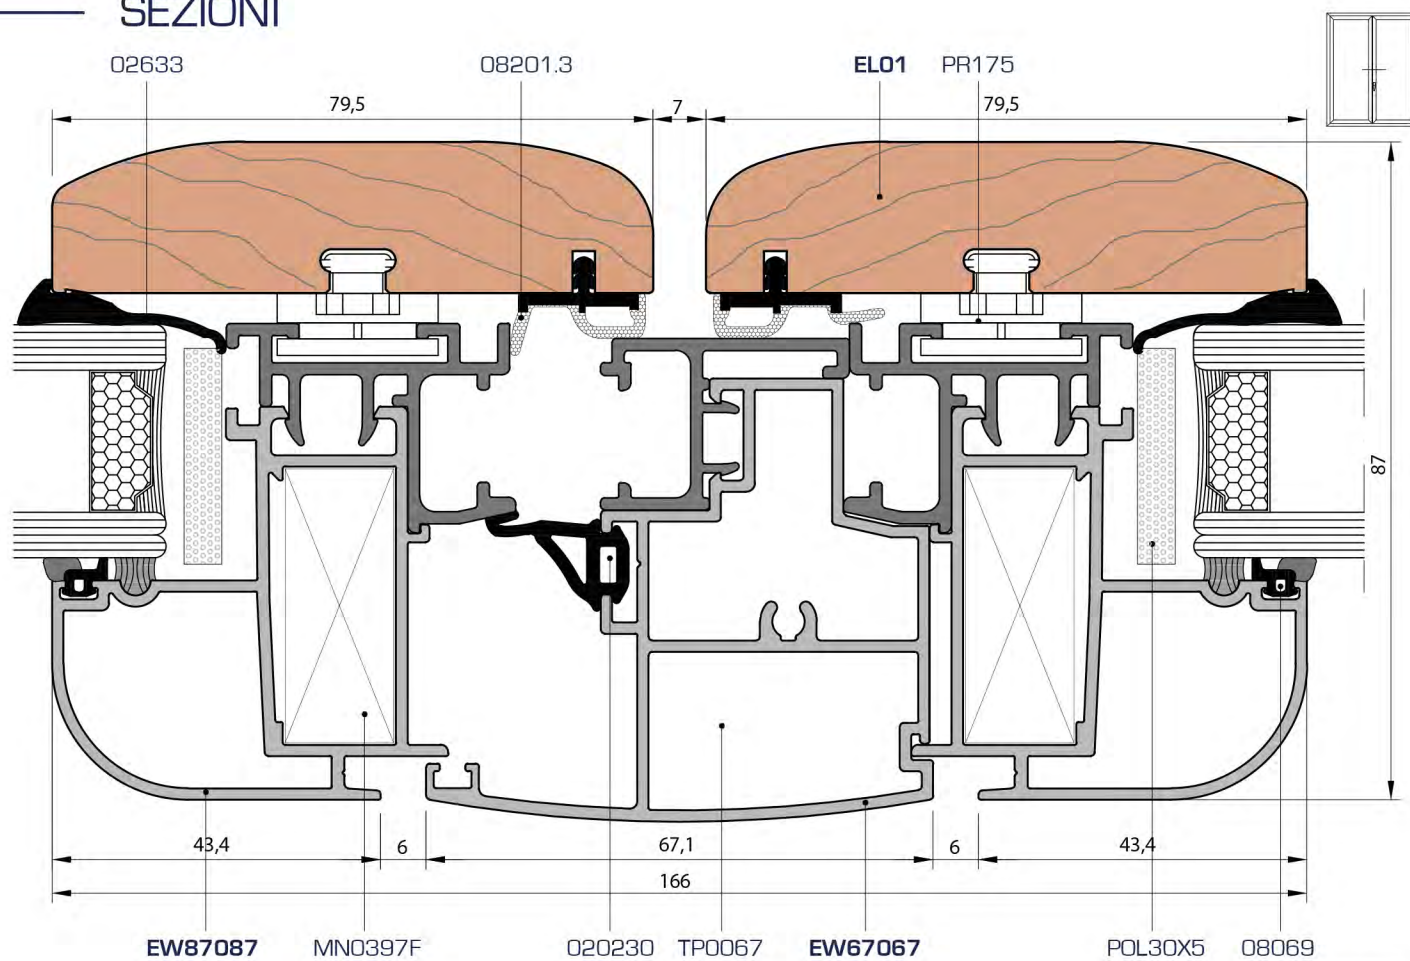 SEZIONI
02633 08201.3 EL01 PR175
79,5 7 79,5
87
43,4 6 67,1 6 43,4
166
EW87087 MN0397F 020230 TP0067 EW67067 POL30X5 08069